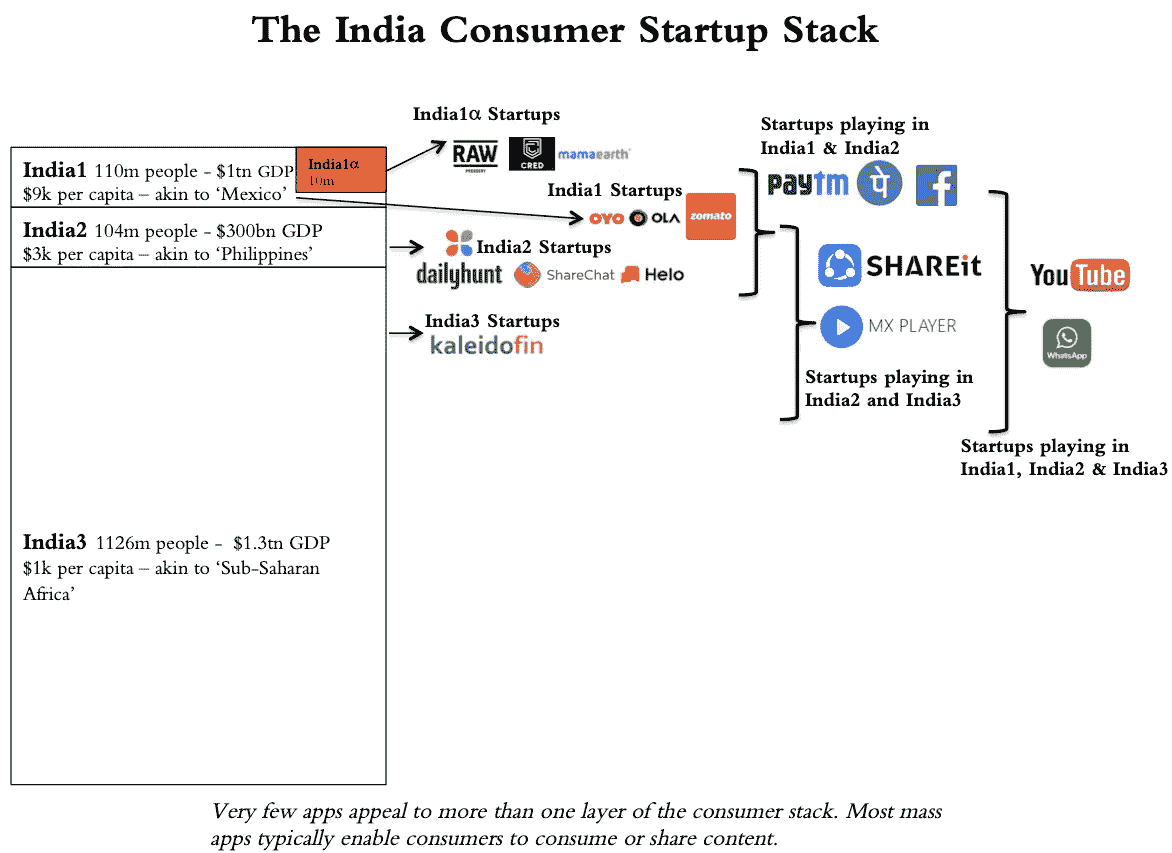 The India Consumer Startup Stack
India1α Startups
RAW
PRESSERY
CRED
mamaearth
Startups playing in
India1 & India2
paytm
पे
f
India1 110m people - $1tn GDP
$9k per capita – akin to ‘Mexico’
India1α
10m
India1 Startups
OYO
OLA
zomato
India2 104m people - $300bn GDP
$3k per capita – akin to ‘Philippines’
India2 Startups
dailyhunt
ShareChat
Helo
SHAREit
MX PLAYER
YouTube
WhatsApp
India3 Startups
kaleidofin
Startups playing in
India2 and India3
Startups playing in
India1, India2 & India3
India3 1126m people - $1.3tn GDP
$1k per capita – akin to ‘Sub-Saharan
Africa’
Very few apps appeal to more than one layer of the consumer stack. Most mass
apps typically enable consumers to consume or share content.